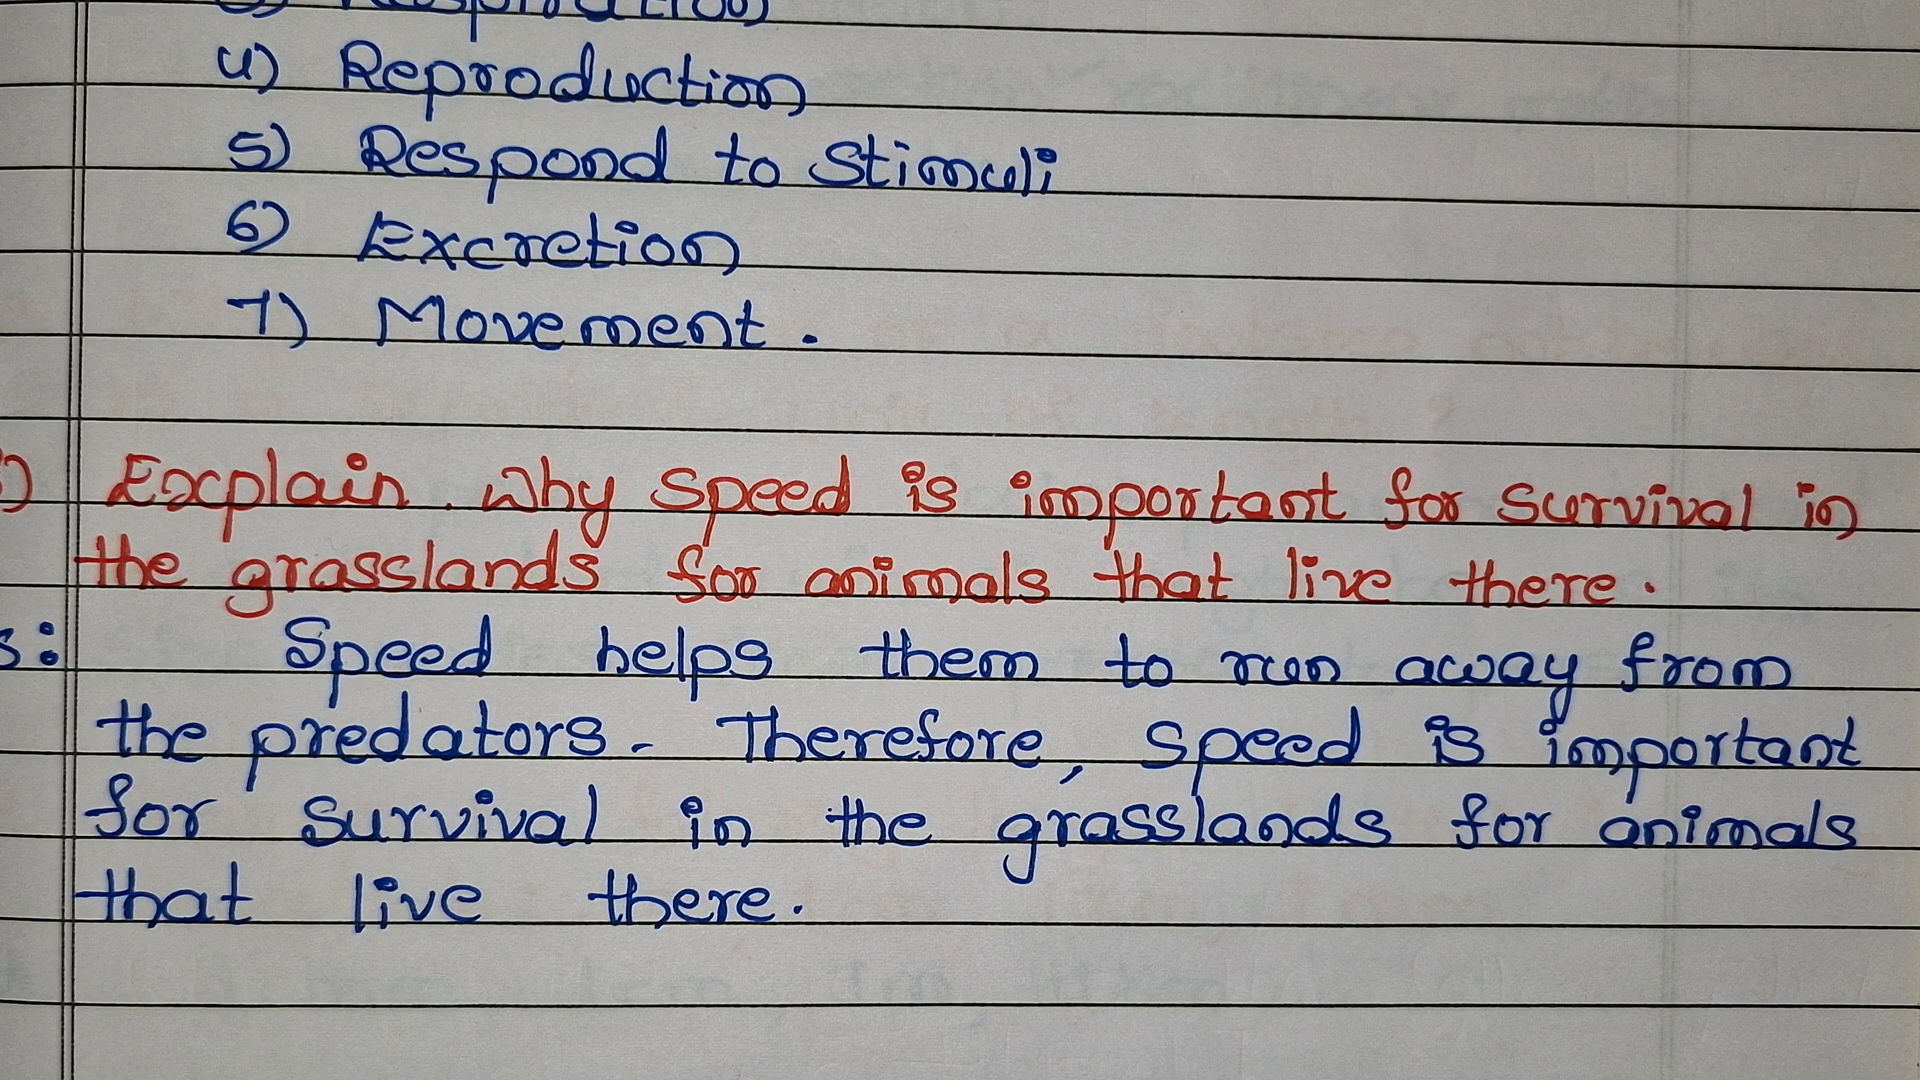 3) Respiration
4) Reproduction
5) Respond to Stimuli
6) Excretion
7) Movement.
) Explain. Why Speed is important for Survival in
the grasslands for animals that live there.
s: Speed helps them to run away from
the predators. Therefore, Speed is important
for survival in the grasslands for animals
that live there.